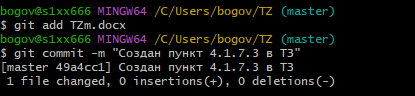 bogov@s1xx666 MINGW64 /C/Users/bogov/TZ (master)
$ git add TZm.docx
bogov@s1xx666 MINGW64 /C/Users/bogov/TZ (master)
$ git commit -m "Создан пункт 4.1.7.3 в ТЗ"
[master 49a4cc1] Создан пункт 4.1.7.3 в ТЗ
1 file changed, 0 insertions(+), 0 deletions(-)